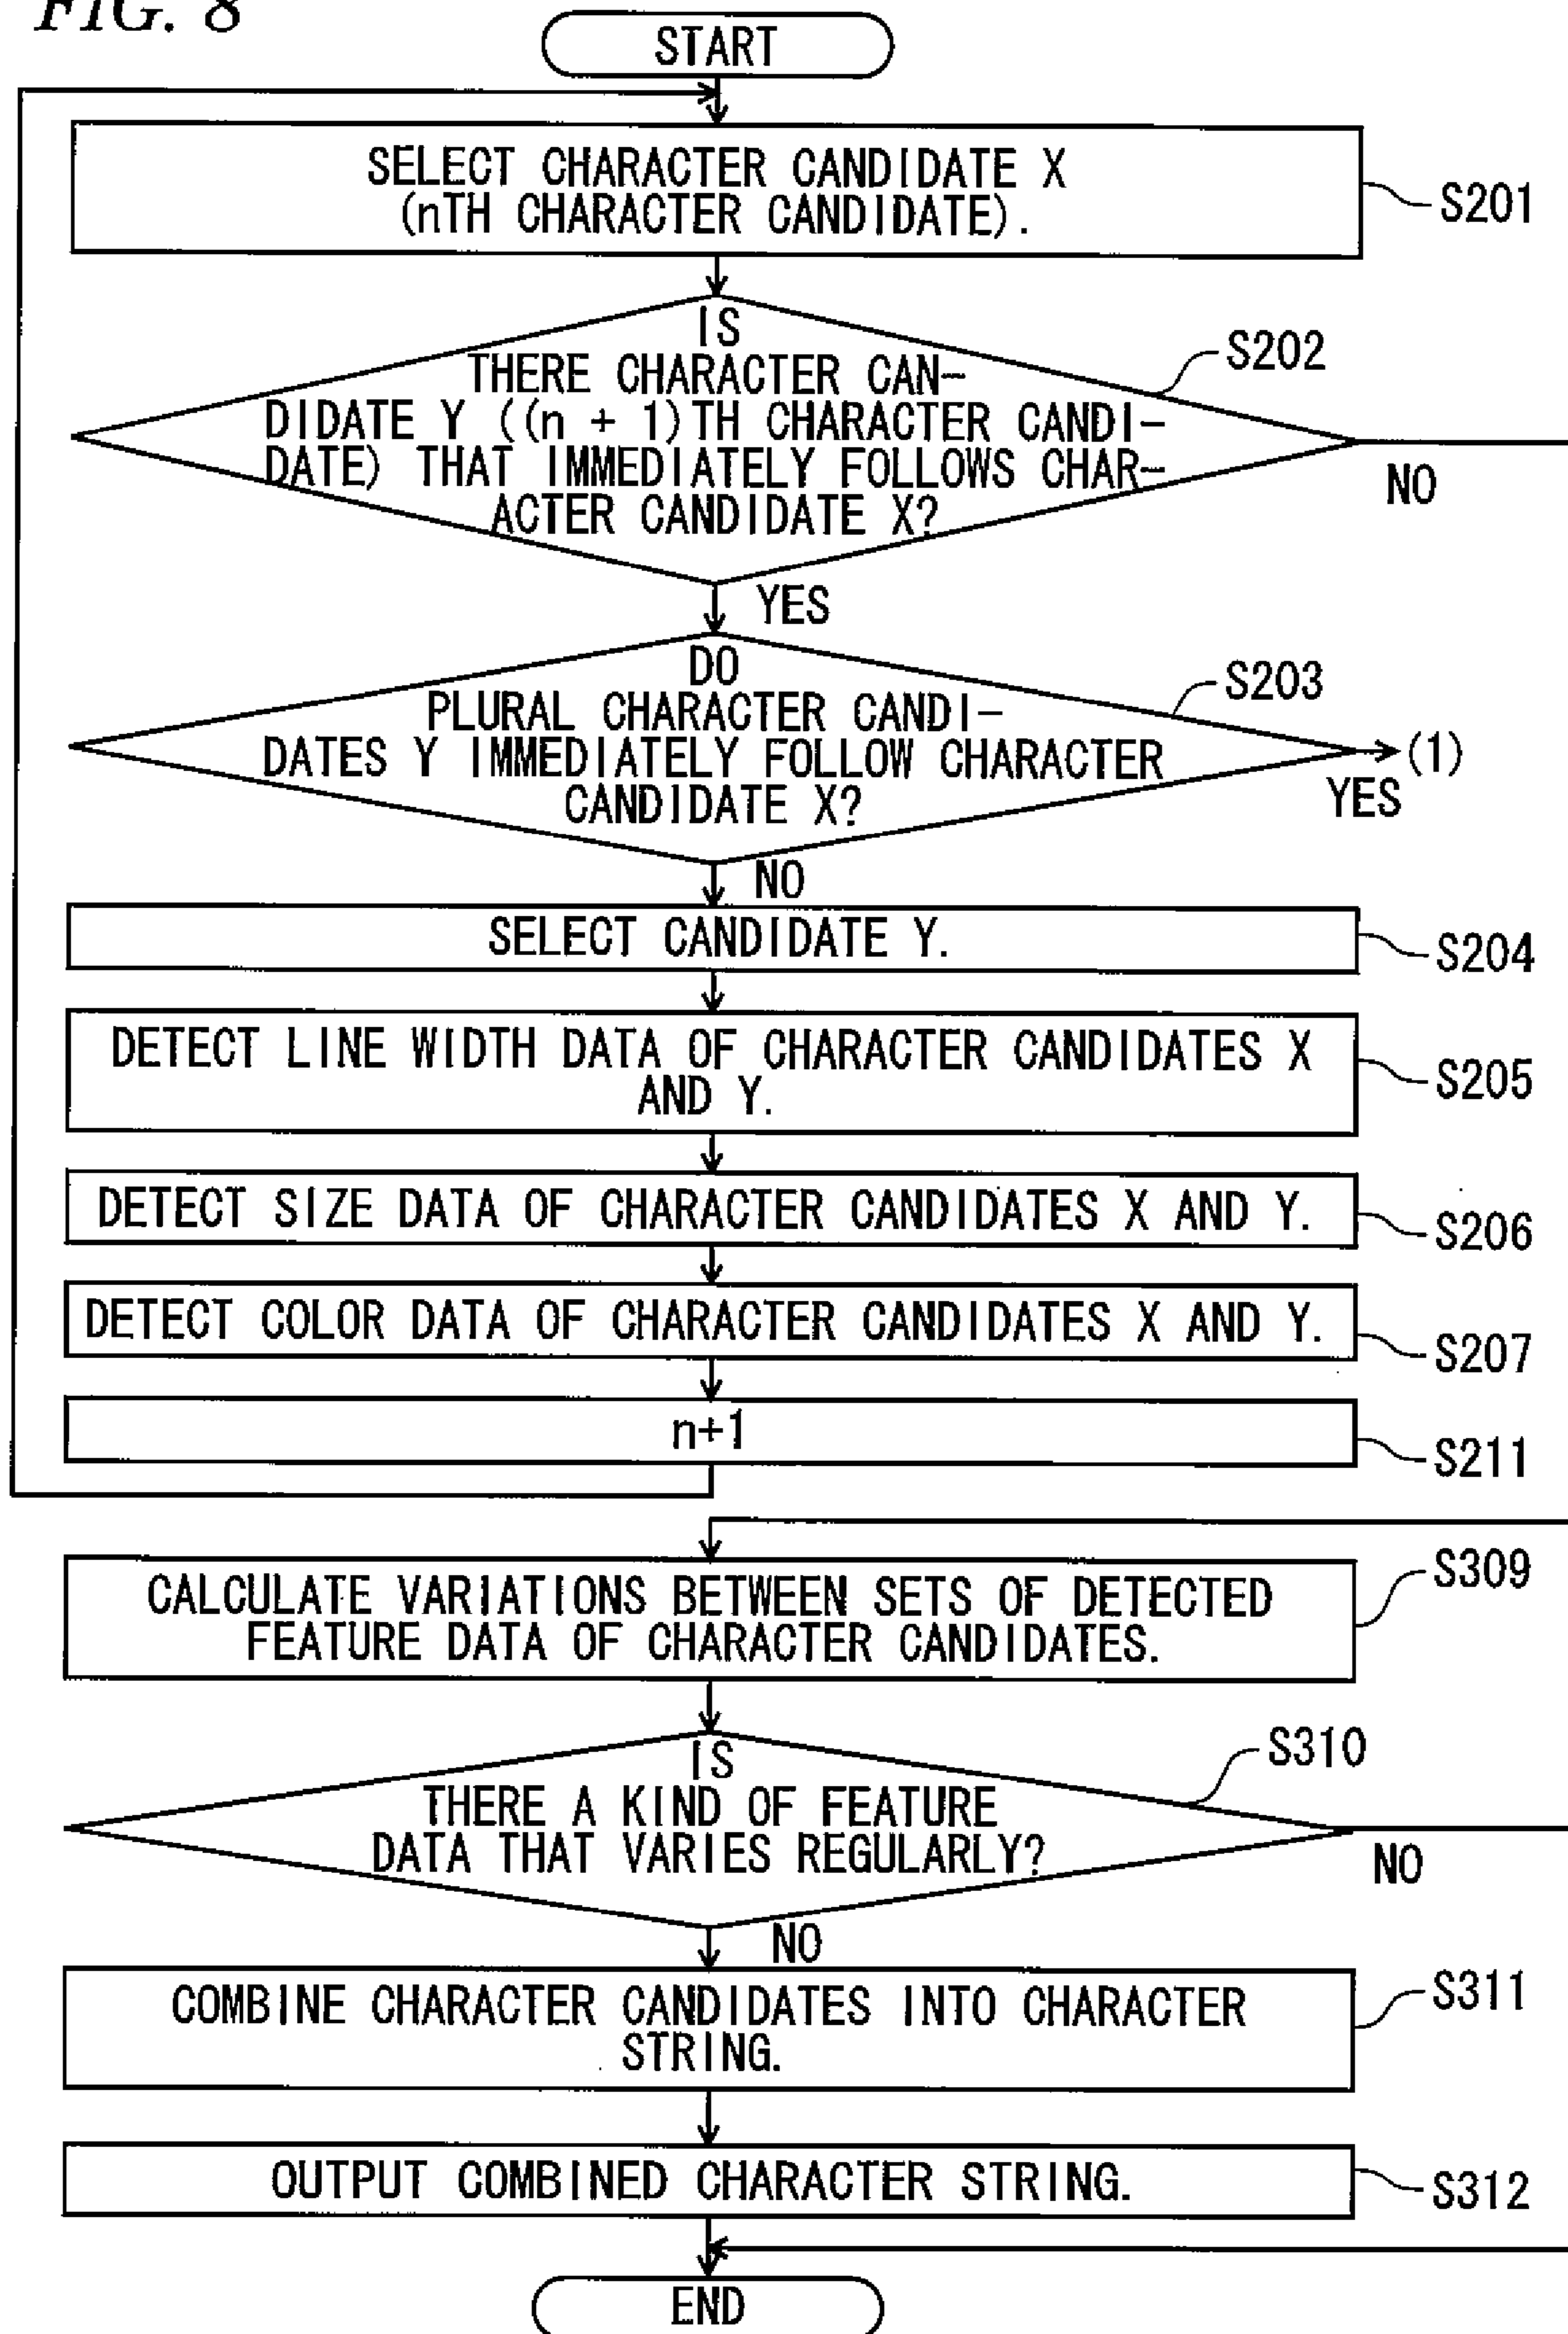 FIG. 8
START
SELECT CHARACTER CANDIDATE X
(nTH CHARACTER CANDIDATE).
S201
IS
THERE CHARACTER CAN-
DIDATE Y ((n + 1)TH CHARACTER CANDI-
DATE) THAT IMMEDIATELY FOLLOWS CHAR-
ACTER CANDIDATE X?
S202
NO
YES
DO
PLURAL CHARACTER CANDI-
DATES Y IMMEDIATELY FOLLOW CHARACTER
CANDIDATE X?
S203
(1)
YES
NO
SELECT CANDIDATE Y.
S204
DETECT LINE WIDTH DATA OF CHARACTER CANDIDATES X
AND Y.
S205
DETECT SIZE DATA OF CHARACTER CANDIDATES X AND Y.
S206
DETECT COLOR DATA OF CHARACTER CANDIDATES X AND Y.
S207
n+1
S211
CALCULATE VARIATIONS BETWEEN SETS OF DETECTED
FEATURE DATA OF CHARACTER CANDIDATES.
S309
IS
THERE A KIND OF FEATURE
DATA THAT VARIES REGULARLY?
S310
NO
NO
COMBINE CHARACTER CANDIDATES INTO CHARACTER
STRING.
S311
OUTPUT COMBINED CHARACTER STRING.
S312
END